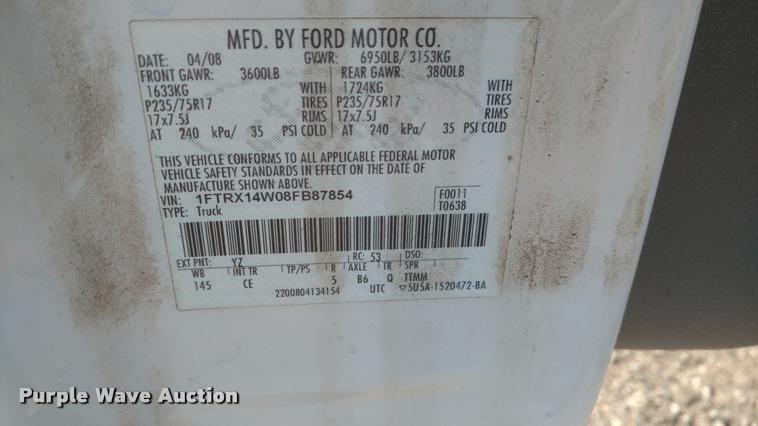 MFD. BY FORD MOTOR CO.
DATE: 04/08 GVWR: 6950LB/ 3153KG
FRONT GAWR: 3600LB REAR GAWR: 3800LB
1633KG WITH 1724KG WITH
P235/75R17 TIRES P235/75R17 TIRES
17x7.5J RIMS 17x7.5J RIMS
AT 240 kPa/ 35 PSI COLD AT 240 kPa/ 35 PSI COLD
THIS VEHICLE CONFORMS TO ALL APPLICABLE FEDERAL MOTOR
VEHICLE SAFETY STANDARDS IN EFFECT ON THE DATE OF
MANUFACTURE SHOWN ABOVE.
VIN: 1FTRX14W08FB87854 F0011
TYPE: Truck T0638
EXT PNT: YZ RC: 53 DSO:
WB INT TR TP/PS R AXLE TR SPR
145 CE 5 B6 Q TTMM
2200804134154 UTC ▽5U5A-1520472-BA
Purple Wave Auction